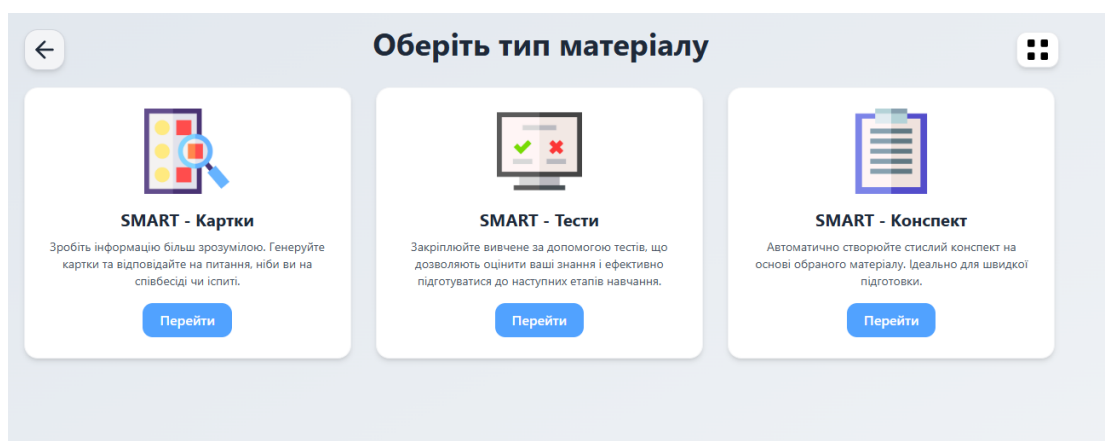 Оберіть тип матеріалу
SMART - Картки
Зробіть інформацію більш зрозумілою. Генеруйте
картки та відповідайте на питання, ніби ви на
співбесіді чи іспиті.
Перейти
SMART - Тести
Закріплюйте вивчене за допомогою тестів, що
дозволяють оцінити ваші знання і ефективно
підготуватися до наступних етапів навчання.
Перейти
SMART - Конспект
Автоматично створюйте стислий конспект на
основі обраного матеріалу. Ідеально для швидкої
підготовки.
Перейти